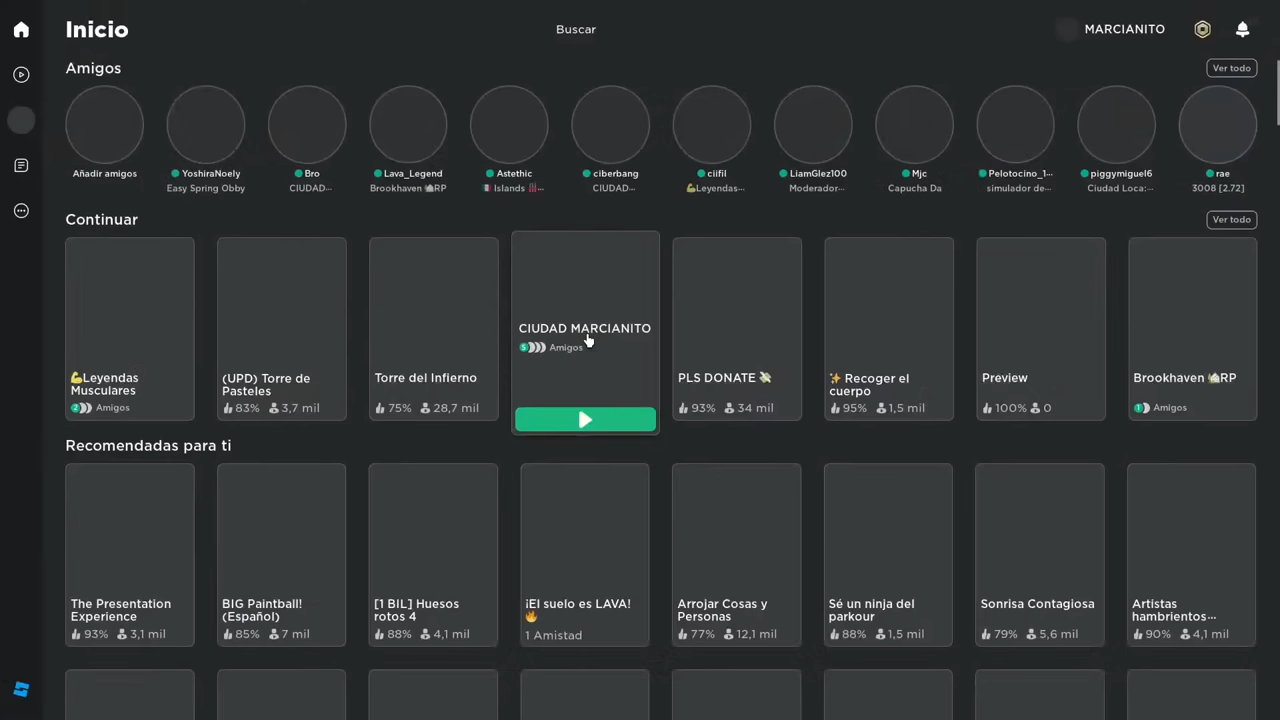 Inicio
Buscar
MARCIANITO
Amigos
Ver todo
Añadir amigos
YoshiraNoely
Easy Spring Obby
Bro
CIUDAD...
Lava_Legend
Brookhaven 🏡RP
Astethic
🇲🇽 Islands ⛓️...
ciberbang
CIUDAD...
ciifil
💪Leyendas...
LiamGlez100
Moderador...
Mjc
Capucha Da
Pelotocino_1...
simulador de...
piggymiguel6
Ciudad Loca:...
rae
3008 [2.72]
Continuar
Ver todo
💪Leyendas
Musculares
2 Amigos
(UPD) Torre de
Pasteles
83% 3,7 mil
Torre del Infierno
75% 28,7 mil
CIUDAD MARCIANITO
5 Amigos
PLS DONATE 💸
93% 34 mil
✨ Recoger el
cuerpo
95% 1,5 mil
Preview
100% 0
Brookhaven 🏡RP
1 Amigos
Recomendadas para ti
The Presentation
Experience
93% 3,1 mil
BIG Paintball!
(Español)
85% 7 mil
[1 BIL] Huesos
rotos 4
88% 4,1 mil
¡El suelo es LAVA!
🔥
1 Amistad
Arrojar Cosas y
Personas
77% 12,1 mil
Sé un ninja del
parkour
88% 1,5 mil
Sonrisa Contagiosa
79% 5,6 mil
Artistas
hambrientos...
90% 4,1 mil